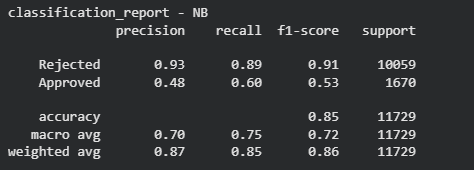 classification_report - NB
precision recall f1-score support
Rejected 0.93 0.89 0.91 10059
Approved 0.48 0.60 0.53 1670
accuracy 0.85 11729
macro avg 0.70 0.75 0.72 11729
weighted avg 0.87 0.85 0.86 11729